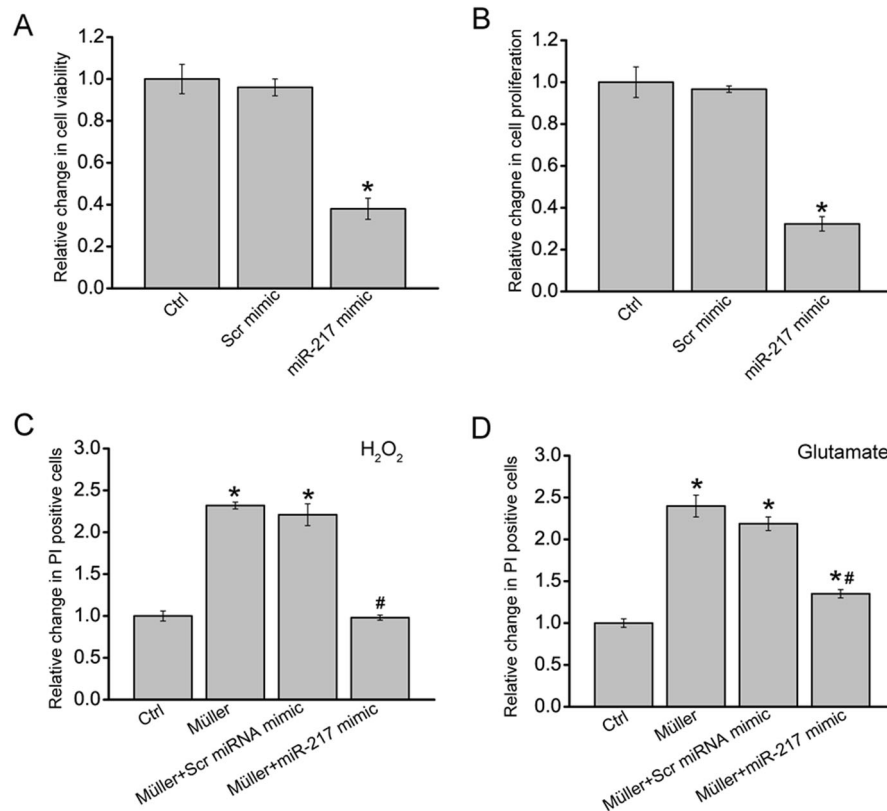 A
Relative change in cell viability
1.2
1.0
0.8
0.6
0.4
0.2
0.0
*
Ctrl
Scr mimic
miR-217 mimic
B
Relative chagne in cell proliferation
1.2
1.0
0.8
0.6
0.4
0.2
0.0
*
Ctrl
Scr mimic
miR-217 mimic
C
H₂O₂
Relative change in PI positive cells
3.0
2.5
2.0
1.5
1.0
0.5
0.0
*
*
#
Ctrl
Müller
Müller+Scr miRNA mimic
Müller+miR-217 mimic
D
Glutamate
Relative change in PI positive cells
3.0
2.5
2.0
1.5
1.0
0.5
0.0
*
*
*#
Ctrl
Müller
Müller+Scr miRNA mimic
Müller+miR-217 mimic